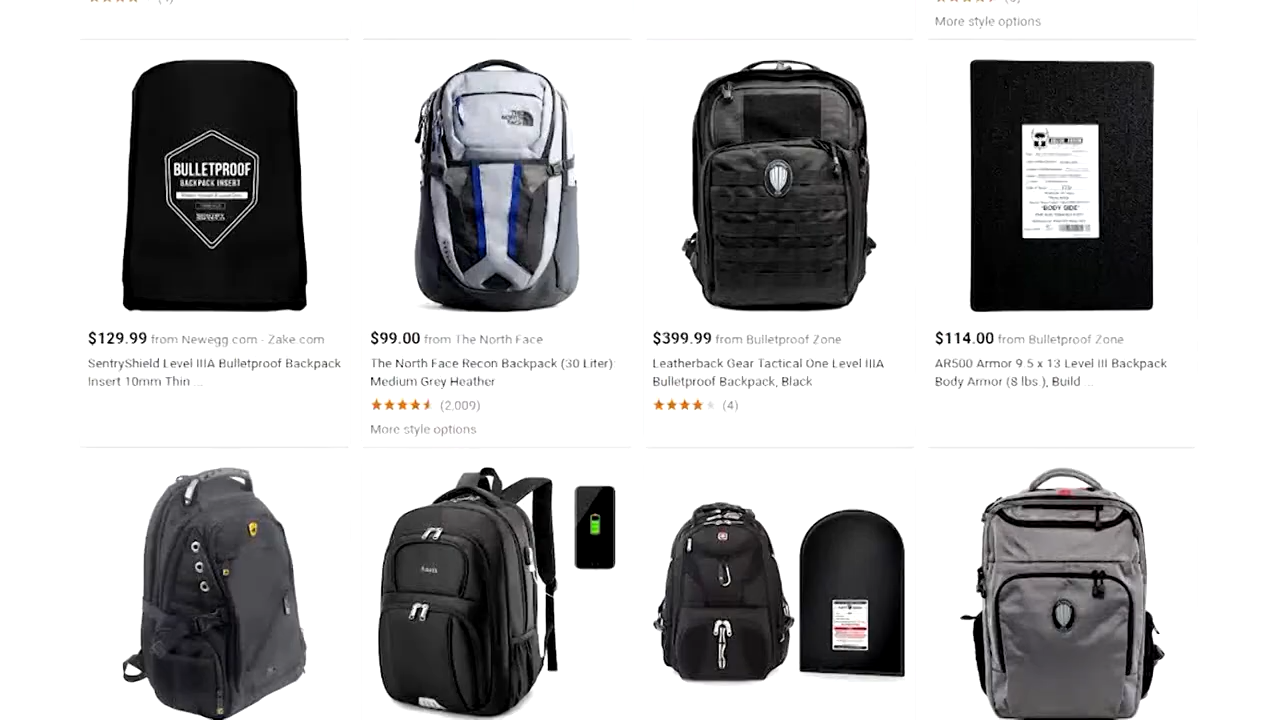 More style options
BULLETPROOF
BACKPACK INSERT
THE
NORTH
FACE
"BODY SIDE"
$129.99 from Newegg.com - Zake.com
$99.00 from The North Face
$399.99 from Bulletproof Zone
$114.00 from Bulletproof Zone
SentryShield Level IIIA Bulletproof Backpack
Insert 10mm Thin ...
The North Face Recon Backpack (30 Liter)
Medium Grey Heather
Leatherback Gear Tactical One Level IIIA
Bulletproof Backpack, Black
AR500 Armor 9.5 x 13 Level III Backpack
Body Armor (8 lbs.), Build ...
(2,009)
(4)
More style options